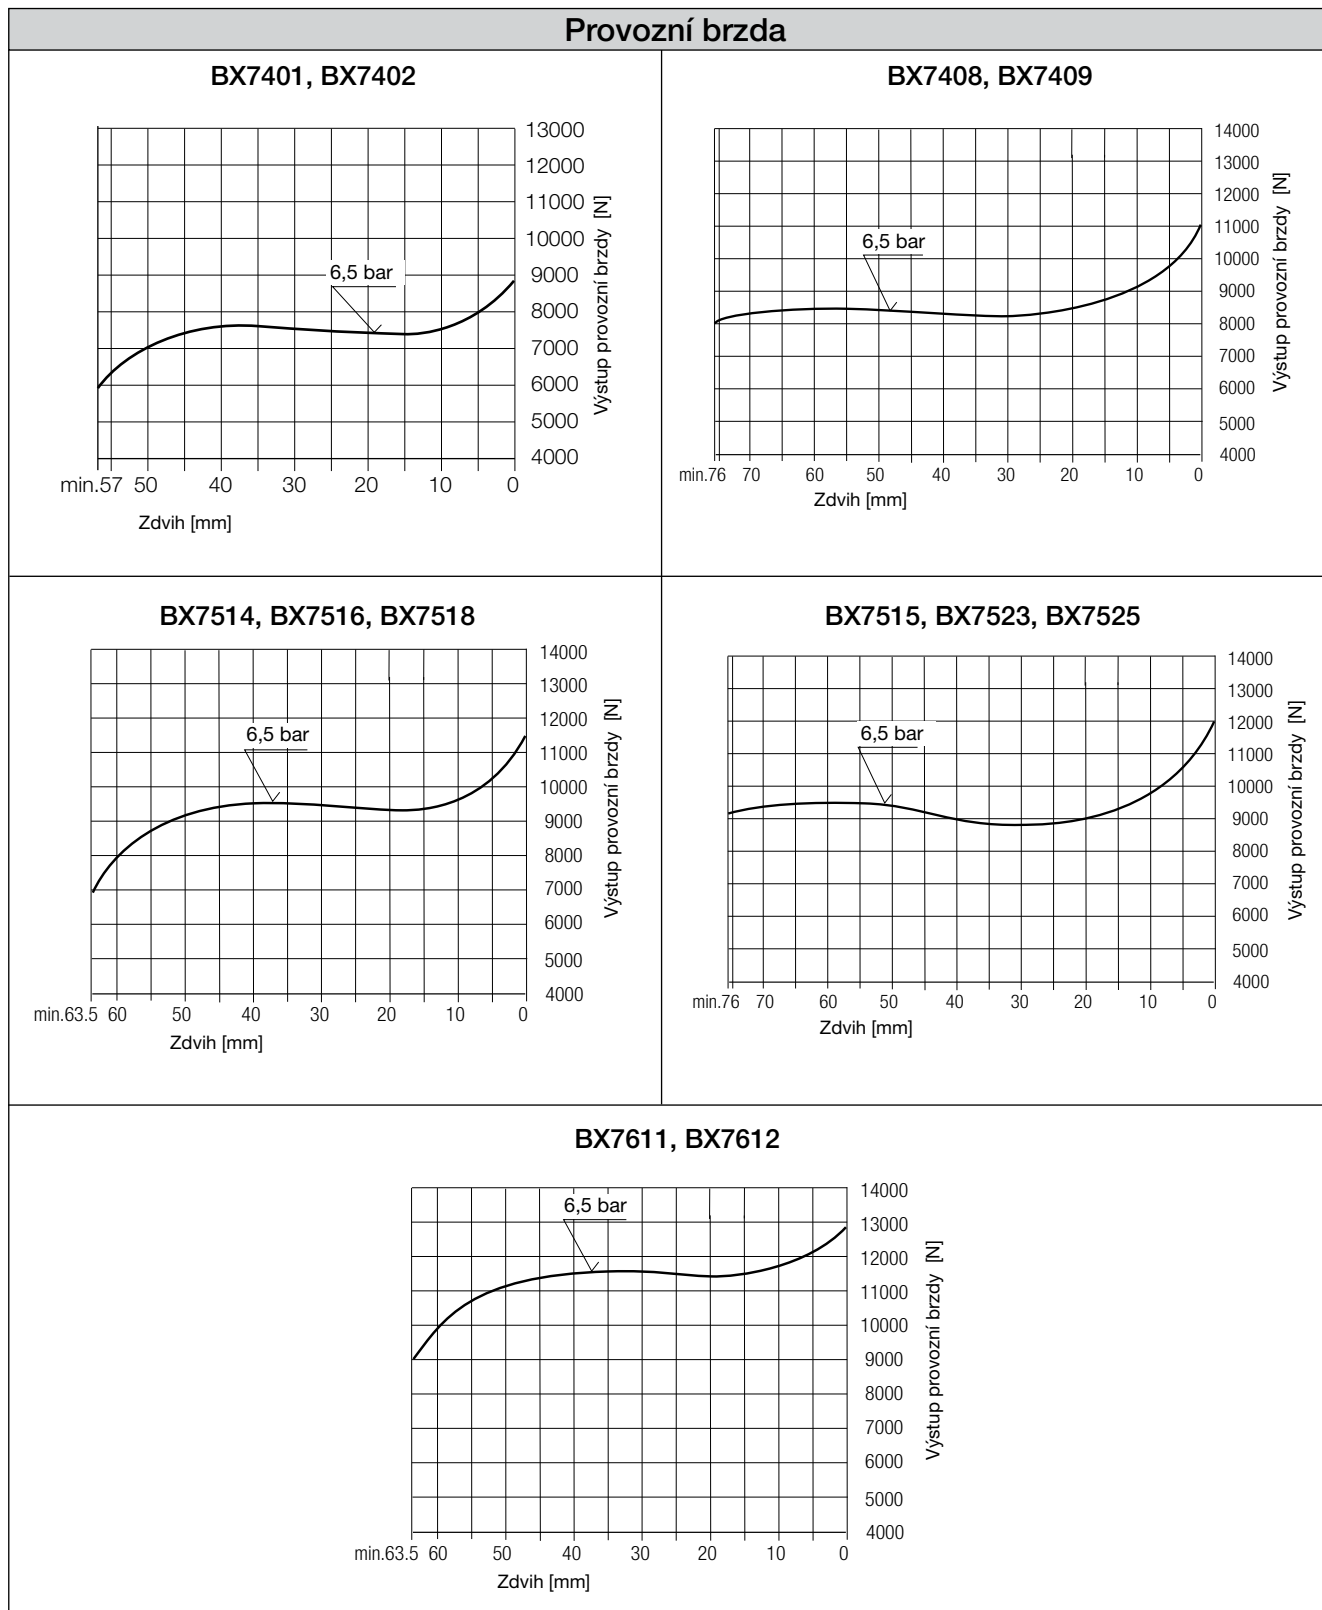 Provozní brzda
BX7401, BX7402
13000
12000
11000
10000
9000
8000
7000
6000
5000
4000
Výstup provozní brzdy [N]
6,5 bar
min.57 50 40 30 20 10 0
Zdvih [mm]
BX7408, BX7409
14000
13000
12000
11000
10000
9000
8000
7000
6000
5000
4000
Výstup provozní brzdy [N]
6,5 bar
min.76 70 60 50 40 30 20 10 0
Zdvih [mm]
BX7514, BX7516, BX7518
14000
13000
12000
11000
10000
9000
8000
7000
6000
5000
4000
Výstup provozní brzdy [N]
6,5 bar
min.63.5 60 50 40 30 20 10 0
Zdvih [mm]
BX7515, BX7523, BX7525
14000
13000
12000
11000
10000
9000
8000
7000
6000
5000
4000
Výstup provozní brzdy [N]
6,5 bar
min.76 70 60 50 40 30 20 10 0
Zdvih [mm]
BX7611, BX7612
14000
13000
12000
11000
10000
9000
8000
7000
6000
5000
4000
Výstup provozní brzdy [N]
6,5 bar
min.63.5 60 50 40 30 20 10 0
Zdvih [mm]